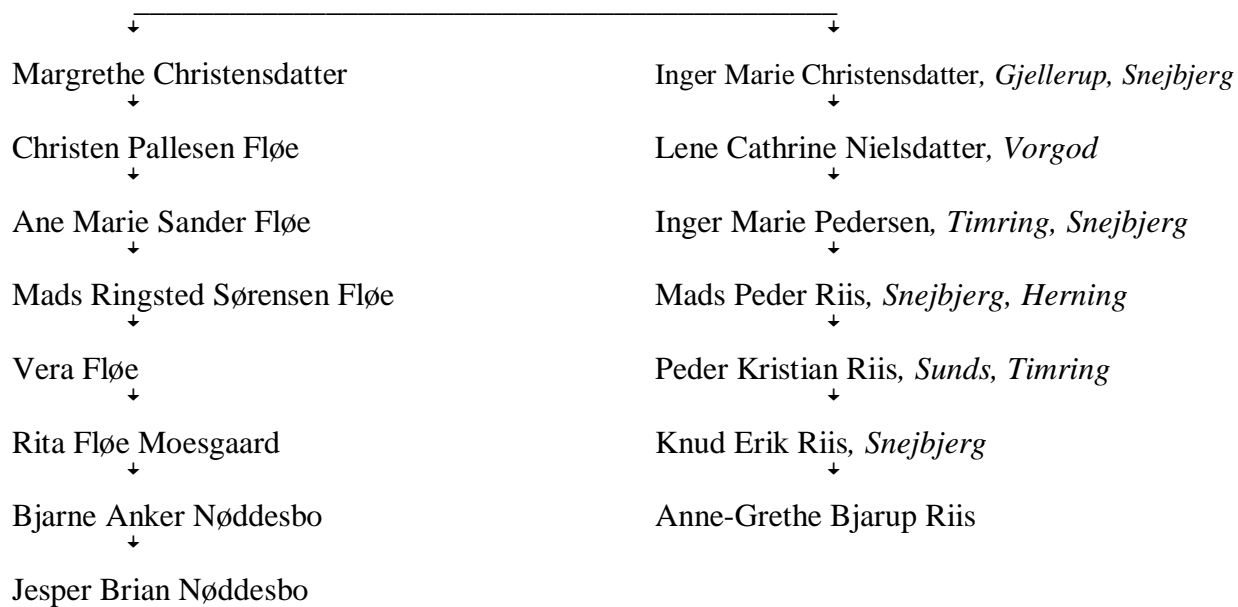 Margrethe Christensdatter
Inger Marie Christensdatter, Gjellerup, Snejbjerg
Christen Pallesen Fløe
Lene Cathrine Nielsdatter, Vorgod
Ane Marie Sander Fløe
Inger Marie Pedersen, Timring, Snejbjerg
Mads Ringsted Sørensen Fløe
Mads Peder Riis, Snejbjerg, Herning
Vera Fløe
Peder Kristian Riis, Sunds, Timring
Rita Fløe Moesgaard
Knud Erik Riis, Snejbjerg
Bjarne Anker Nøddesbo
Anne-Grethe Bjarup Riis
Jesper Brian Nøddesbo